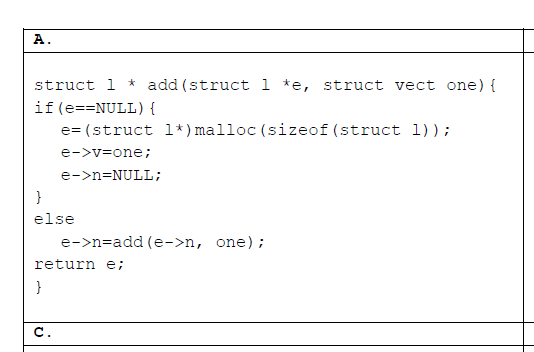 A.
struct l * add(struct l *e, struct vect one){
if(e==NULL){
e=(struct l*)malloc(sizeof(struct l));
e->v=one;
e->n=NULL;
}
else
e->n=add(e->n, one);
return e;
}
C.